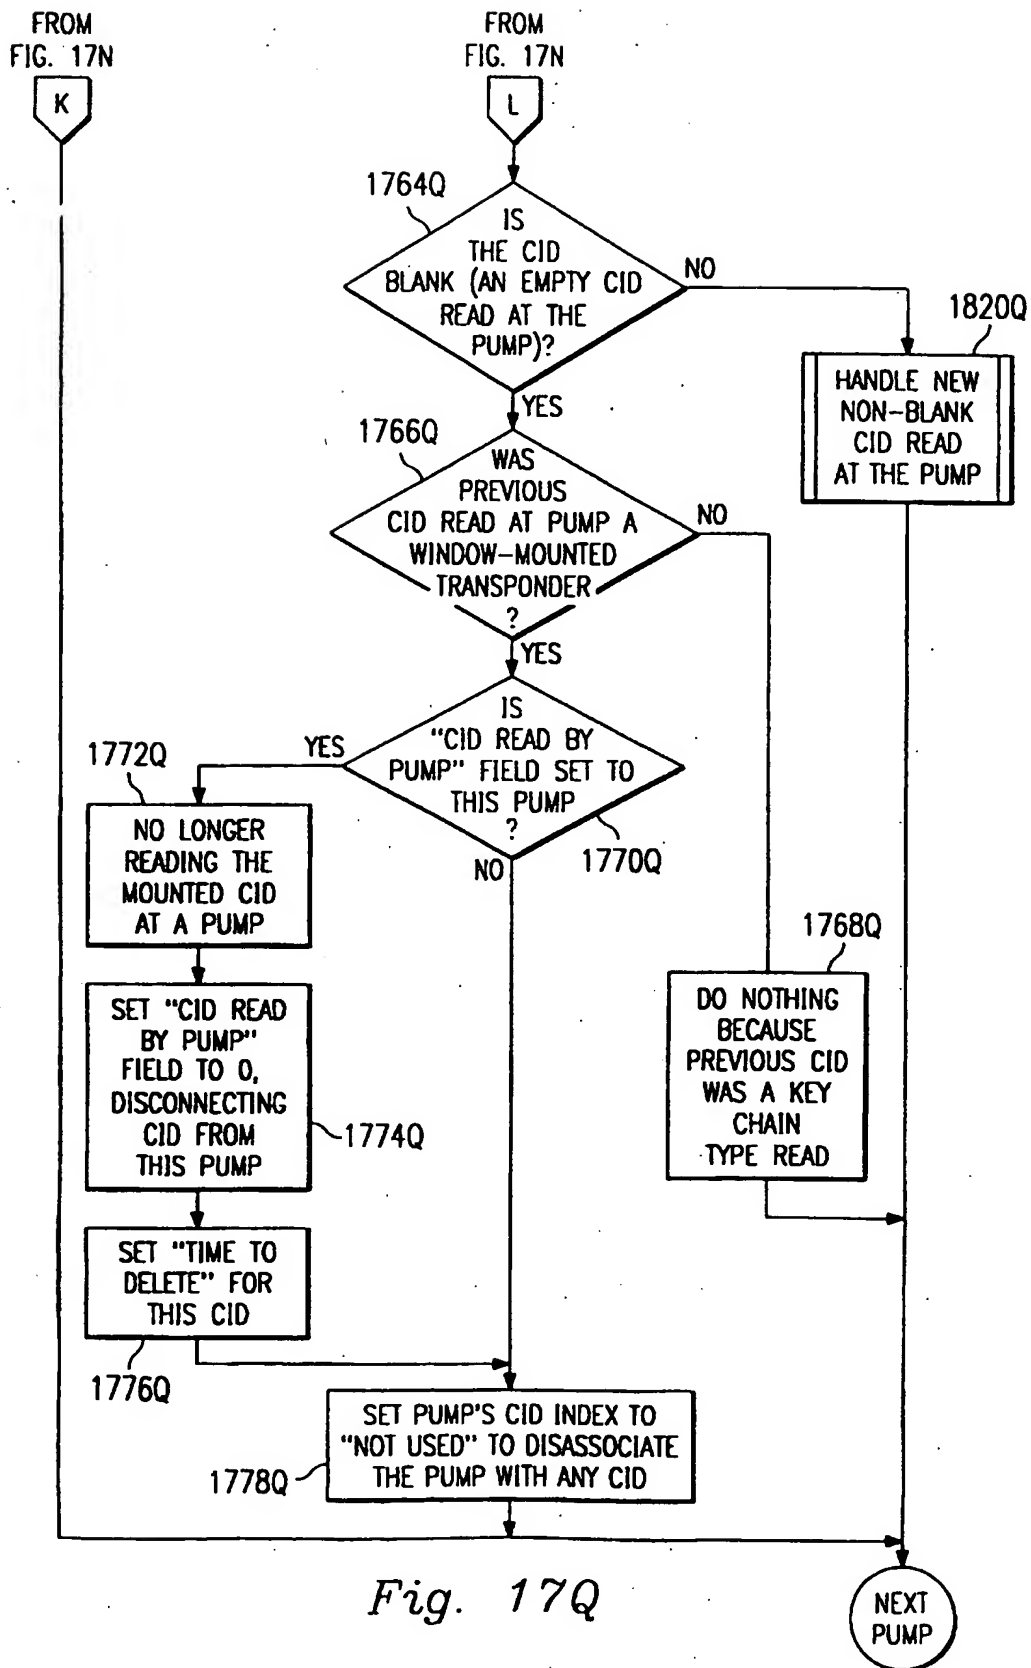 FROM
FIG. 17N
K
FROM
FIG. 17N
L
1764Q
IS
THE CID
BLANK (AN EMPTY CID
READ AT THE
PUMP)?
NO
YES
1820Q
HANDLE NEW
NON-BLANK
CID READ
AT THE PUMP
1766Q
WAS
PREVIOUS
CID READ AT PUMP A
WINDOW-MOUNTED
TRANSPONDER
?
NO
YES
IS
"CID READ BY
PUMP" FIELD SET TO
THIS PUMP
?
YES
NO
1770Q
1772Q
NO LONGER
READING THE
MOUNTED CID
AT A PUMP
1768Q
DO NOTHING
BECAUSE
PREVIOUS CID
WAS A KEY
CHAIN
TYPE READ
SET "CID READ
BY PUMP"
FIELD TO 0,
DISCONNECTING
CID FROM
THIS PUMP
1774Q
SET "TIME TO
DELETE" FOR
THIS CID
1776Q
SET PUMP'S CID INDEX TO
"NOT USED" TO DISASSOCIATE
THE PUMP WITH ANY CID
1778Q
NEXT
PUMP
Fig. 17Q